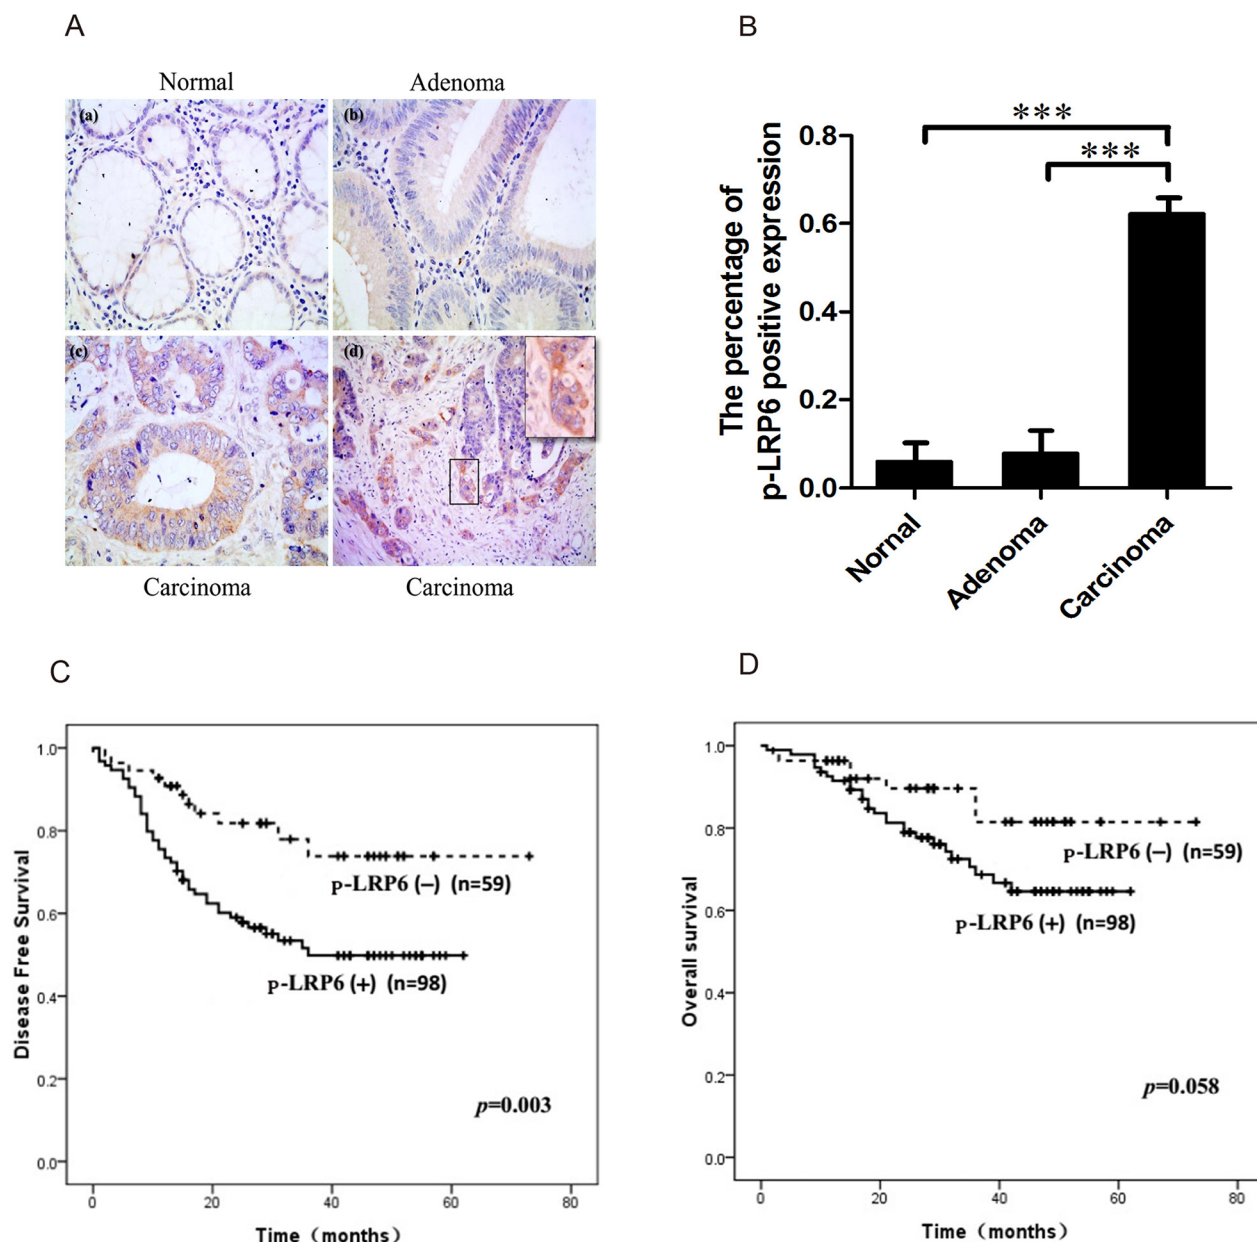 A
B
Normal
Adenoma
(a)
(b)
(c)
(d)
Carcinoma
Carcinoma
The percentage of
p-LRP6 positive expression
***
***
0.8
0.6
0.4
0.2
0.0
Nornal
Adenoma
Carcinoma
C
D
Disease Free Survival
1.0
0.8
0.6
0.4
0.2
0.0
p-LRP6 (−) (n=59)
p-LRP6 (+) (n=98)
p=0.003
0 20 40 60 80
Time (months)
Overall survival
1.0
0.8
0.6
0.4
0.2
0.0
p-LRP6 (−) (n=59)
p-LRP6 (+) (n=98)
p=0.058
0 20 40 60 80
Time (months)